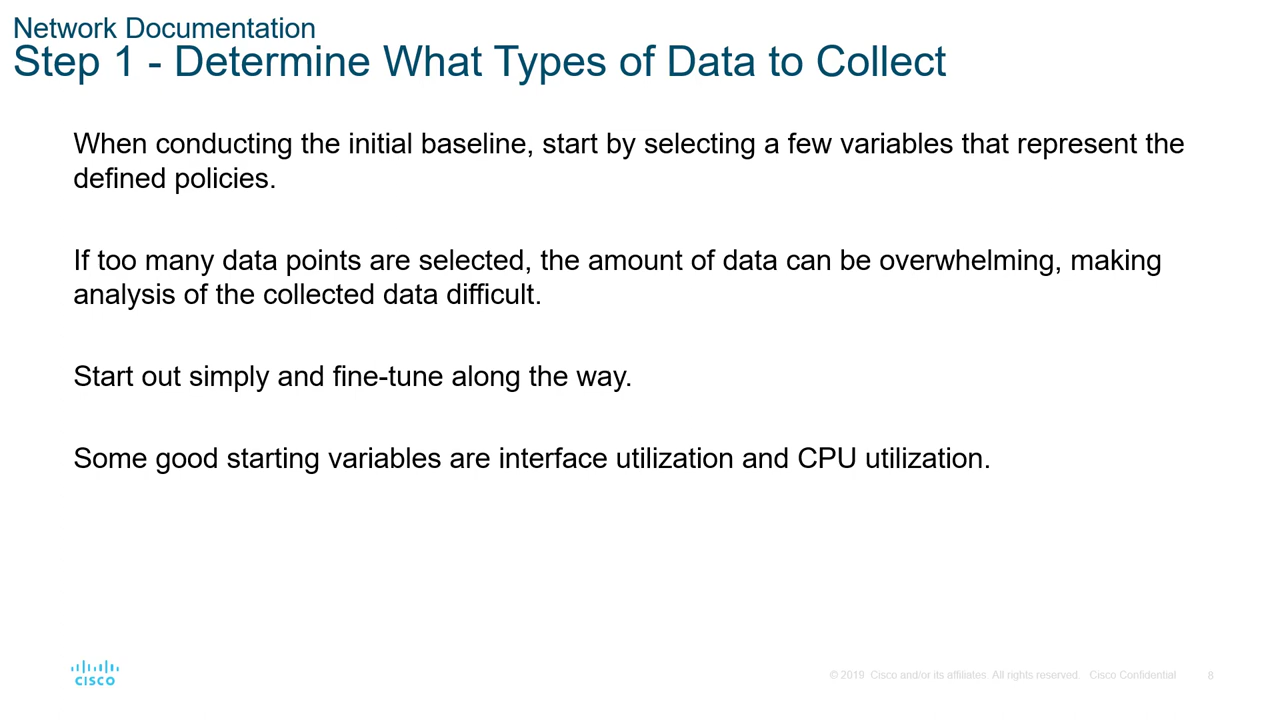 Network Documentation
Step 1 - Determine What Types of Data to Collect
When conducting the initial baseline, start by selecting a few variables that represent the
defined policies.
If too many data points are selected, the amount of data can be overwhelming, making
analysis of the collected data difficult.
Start out simply and fine-tune along the way.
Some good starting variables are interface utilization and CPU utilization.
CISCO
© 2019 Cisco and/or its affiliates. All rights reserved. Cisco Confidential 8